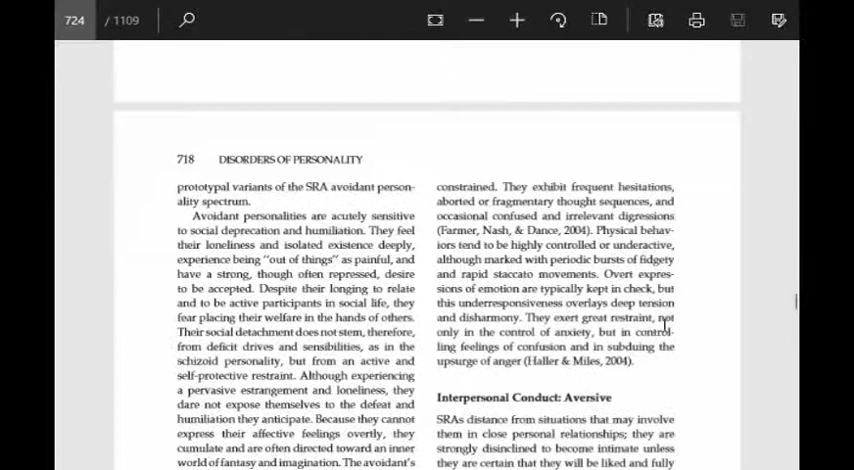 724 / 1109
718 DISORDERS OF PERSONALITY
prototypal variants of the SRA avoidant person-
ality spectrum.
Avoidant personalities are acutely sensitive
to social deprecation and humiliation. They feel
their loneliness and isolated existence deeply,
experience being "out of things" as painful, and
have a strong, though often repressed, desire
to be accepted. Despite their longing to relate
and to be active participants in social life, they
fear placing their welfare in the hands of others.
Their social detachment does not stem, therefore,
from deficit drives and sensibilities, as in the
schizoid personality, but from an active and
self-protective restraint. Although experiencing
a pervasive estrangement and loneliness, they
dare not expose themselves to the defeat and
humiliation they anticipate. Because they cannot
express their affective feelings overtly, they
cumulate and are often directed toward an inner
world of fantasy and imagination. The avoidant's
constrained. They exhibit frequent hesitations,
aborted or fragmentary thought sequences, and
occasional confused and irrelevant digressions
(Farmer, Nash, & Dance, 2004). Physical behav-
iors tend to be highly controlled or underactive,
although marked with periodic bursts of fidgety
and rapid staccato movements. Overt expres-
sions of emotion are typically kept in check, but
this underresponsiveness overlays deep tension
and disharmony. They exert great restraint, not
only in the control of anxiety, but in control-
ling feelings of confusion and in subduing the
upsurge of anger (Haller & Miles, 2004).
Interpersonal Conduct: Aversive
SRAs distance from situations that may involve
them in close personal relationships; they are
strongly disinclined to become intimate unless
they are certain that they will be liked and fully